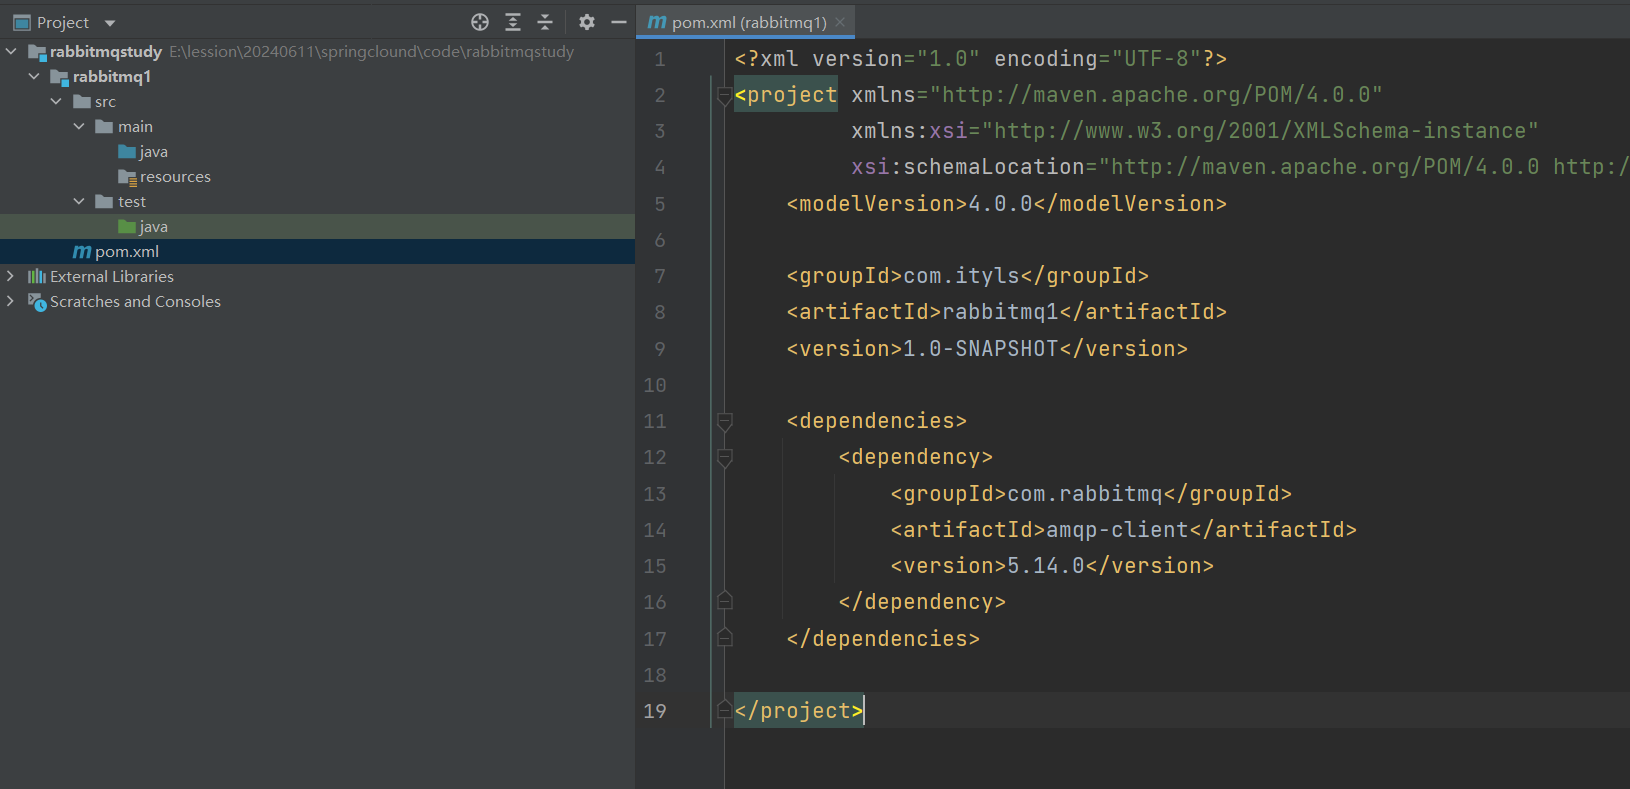 Project
rabbitmqstudy E:\lession\20240611\springclound\code\rabbitmqstudy
rabbitmq1
src
main
java
resources
test
java
m pom.xml
External Libraries
Scratches and Consoles
m pom.xml (rabbitmq1)
1 <?xml version="1.0" encoding="UTF-8"?>
2 <project xmlns="http://maven.apache.org/POM/4.0.0"
3 xmlns:xsi="http://www.w3.org/2001/XMLSchema-instance"
4 xsi:schemaLocation="http://maven.apache.org/POM/4.0.0 http:/
5 <modelVersion>4.0.0</modelVersion>
6
7 <groupId>com.ityls</groupId>
8 <artifactId>rabbitmq1</artifactId>
9 <version>1.0-SNAPSHOT</version>
10
11 <dependencies>
12 <dependency>
13 <groupId>com.rabbitmq</groupId>
14 <artifactId>amqp-client</artifactId>
15 <version>5.14.0</version>
16 </dependency>
17 </dependencies>
18
19 </project>